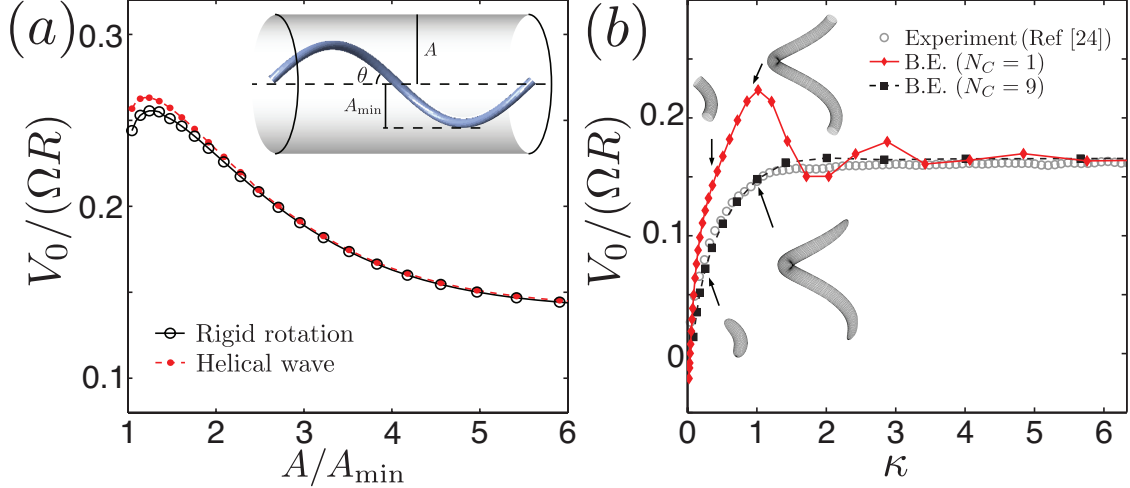 (a)
0.3
0.2
0.1
V₀/(ΩR)
1 2 3 4 5 6
A/A_min
A
θ
A_min
Rigid rotation
Helical wave
(b)
0.2
0.1
0
V₀/(ΩR)
0 1 2 3 4 5 6
κ
Experiment (Ref [24])
B.E. (N_C = 1)
B.E. (N_C = 9)